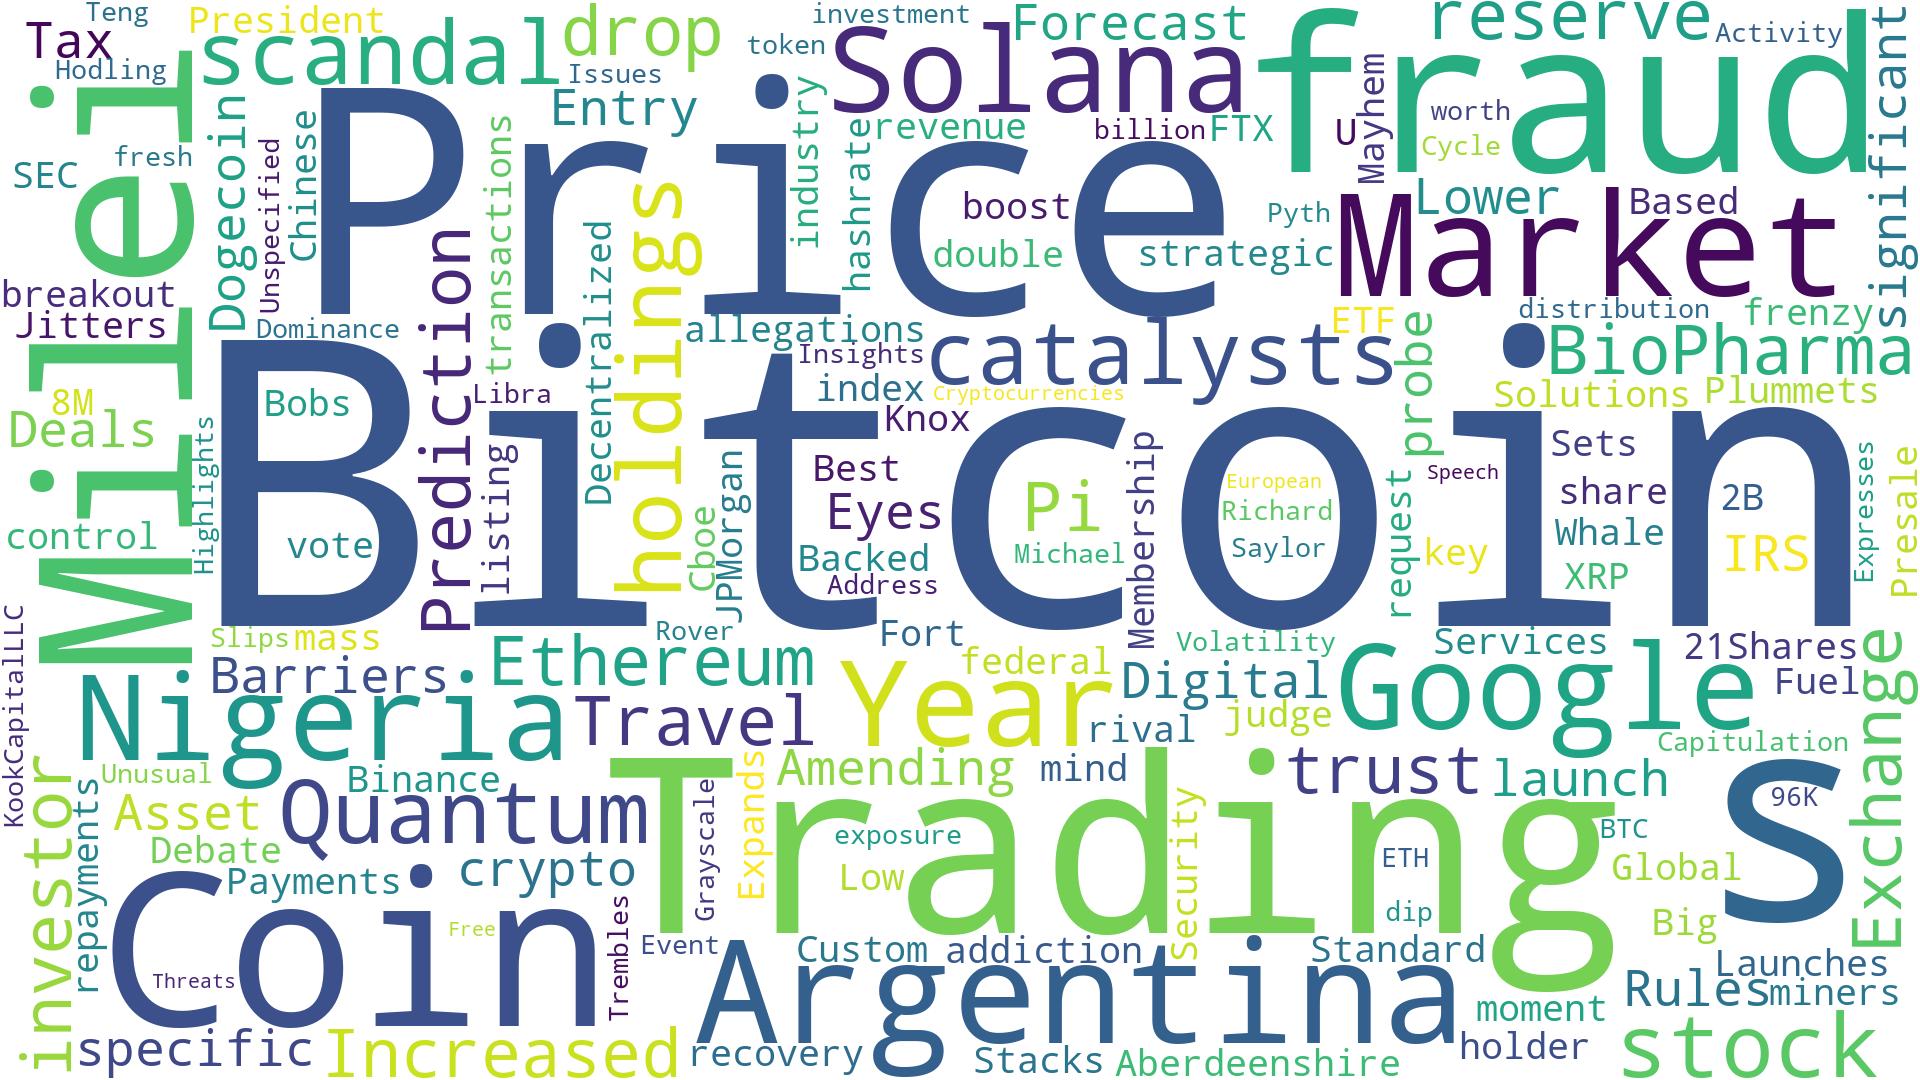 Teng
President
investment
Forecast
reserve
Tax
scandal
drop
token
Solana
fraud
Activity
Hodling
Issues
Entry
industry
Mayhem
worth
significant
Milei
Price
Dogecoin
Chinese
Unspecified
transactions
hashrate
revenue
billion
FTX
U
Cycle
SEC
fresh
boost
Pyth
Lower
Based
Market
double
strategic
breakout
Jitters
Dominance
Prediction
Decentralized
holdings
allegations
Insights
catalysts
ETF
probe
distribution
frenzy
BioPharma
8M
Deals
Bobs
Libra
index
Cryptocurrencies
Solutions
Plummets
Highlights
Bitcoin
listing
Knox
Membership
Sets
control
vote
Cboe
JPMorgan
Best
Eyes
Pi
European
Richard
Saylor
request
Speech
share
2B
Expresses
Presale
Backed
Michael
key
Whale
IRS
Address
XRP
KookCapitalLLC
Slips
mass
Rover
Fort
Volatility
Services
21Shares
Barriers
Ethereum
federal
Digital
Google
Fuel
Exchange
Nigeria
Travel
Year
rival
judge
Capitulation
investor
repayments
Unusual
Binance
Amending
mind
trust
launch
Asset
Quantum
Grayscale
Expands
Trading
Security
S
96K
Debate
exposure
BTC
Payments
crypto
Low
ETH
Global
Coin
Free
Trembles
dip
Big
Threats
Event
Custom
addiction
Standard
Launches
Argentina
Rules
miners
moment
specific
Increased
recovery
Stacks
Aberdeenshire
holder
stock